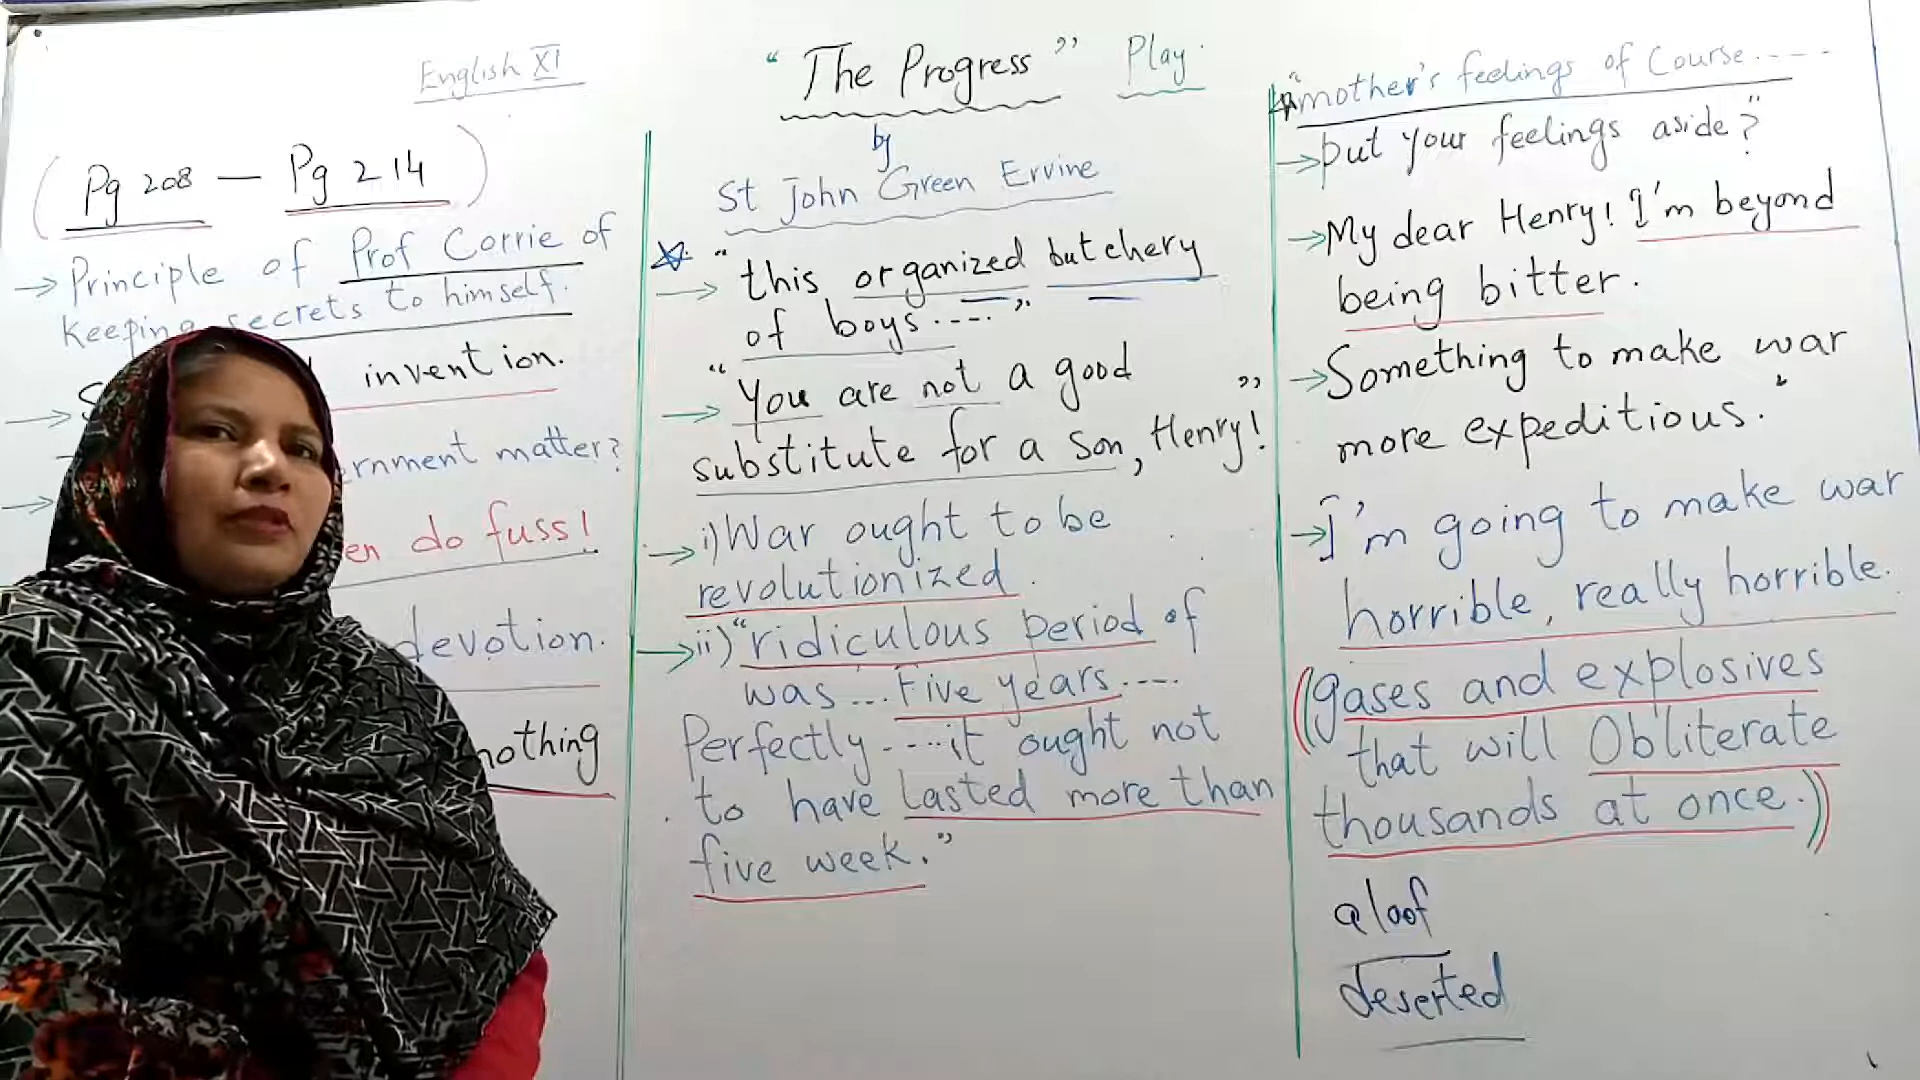 English XI
"The Progress" Play
by
St John Green Ervine
(Pg 208 — Pg 214)
→ Principle of Prof Corrie of
keeping secrets to himself.
→ invention.
matter?
→ do fuss!
devotion.
nothing
→ "this organized butchery
of boys....."
→ "You are not a good
substitute for a son, Henry!"
→ i) War ought to be
revolutionized.
→ ii) "ridiculous period of
was ... Five years....
Perfectly ....it ought not
to have lasted more than
five week."
"mother's feelings of Course.....
→ put your feelings aside?"
→ My dear Henry! I'm beyond
being bitter.
→ Something to make war
more expeditious."
→ I'm going to make war
horrible, really horrible.
(gases and explosives
that will Obliterate
thousands at once.))
aloof
deserted